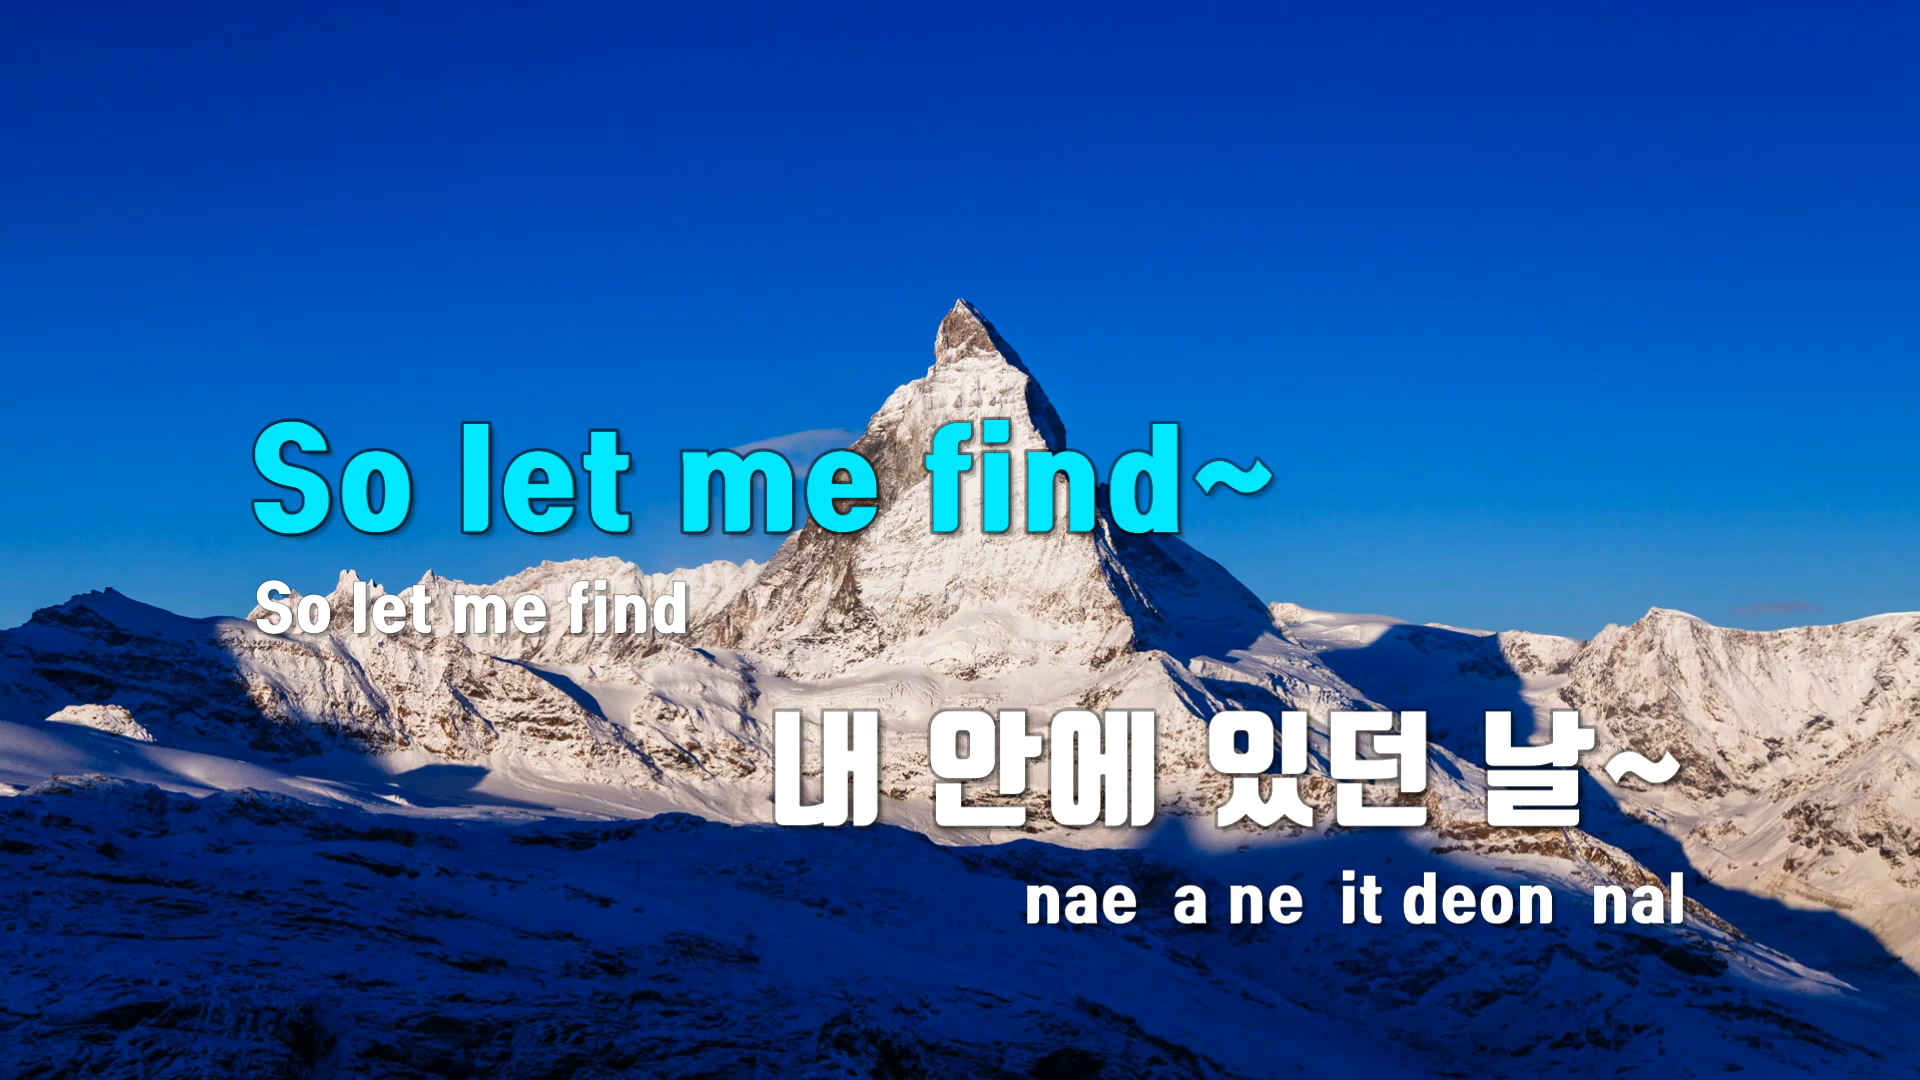 So let me find~
So let me find
내 안에 있던 날~
nae a ne it deon nal